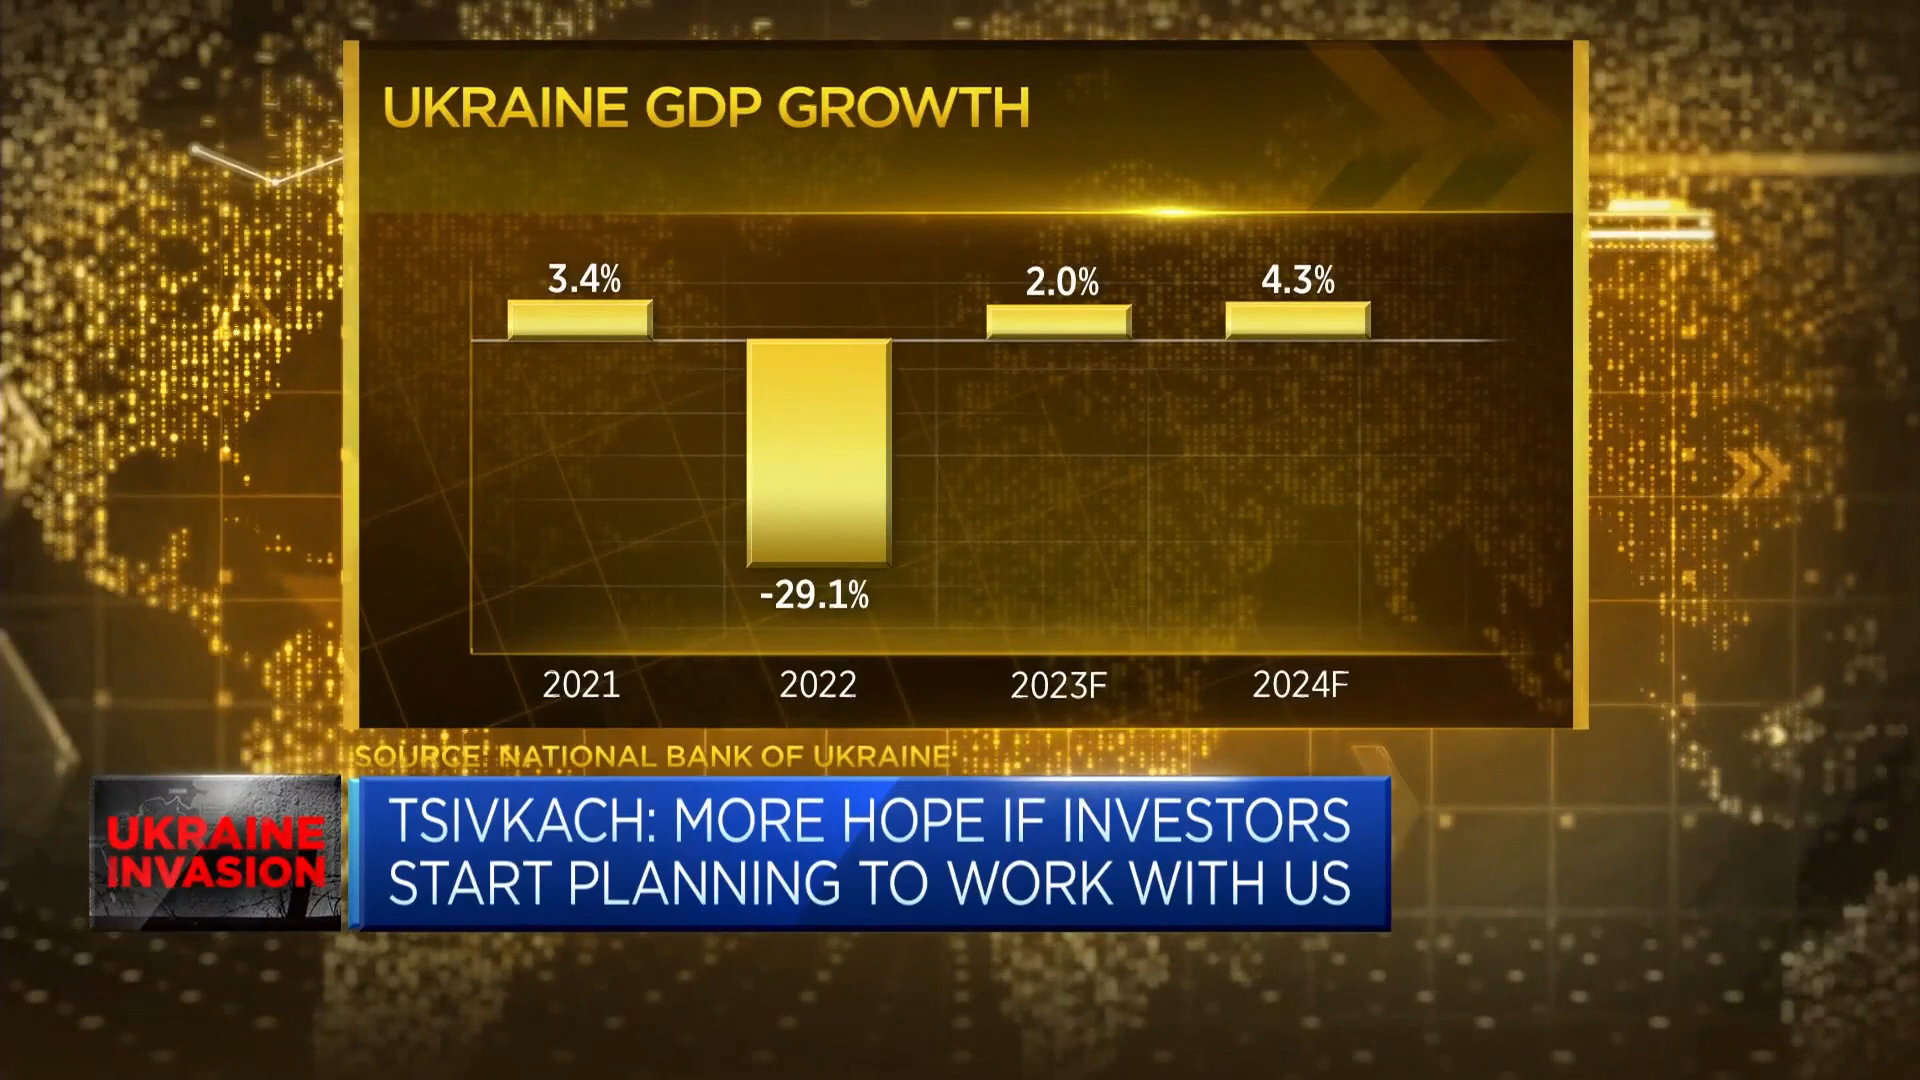 UKRAINE GDP GROWTH
3.4%
2.0%
4.3%
-29.1%
2021
2022
2023F
2024F
SOURCE: NATIONAL BANK OF UKRAINE
UKRAINE
INVASION
TSIVKACH: MORE HOPE IF INVESTORS
START PLANNING TO WORK WITH US